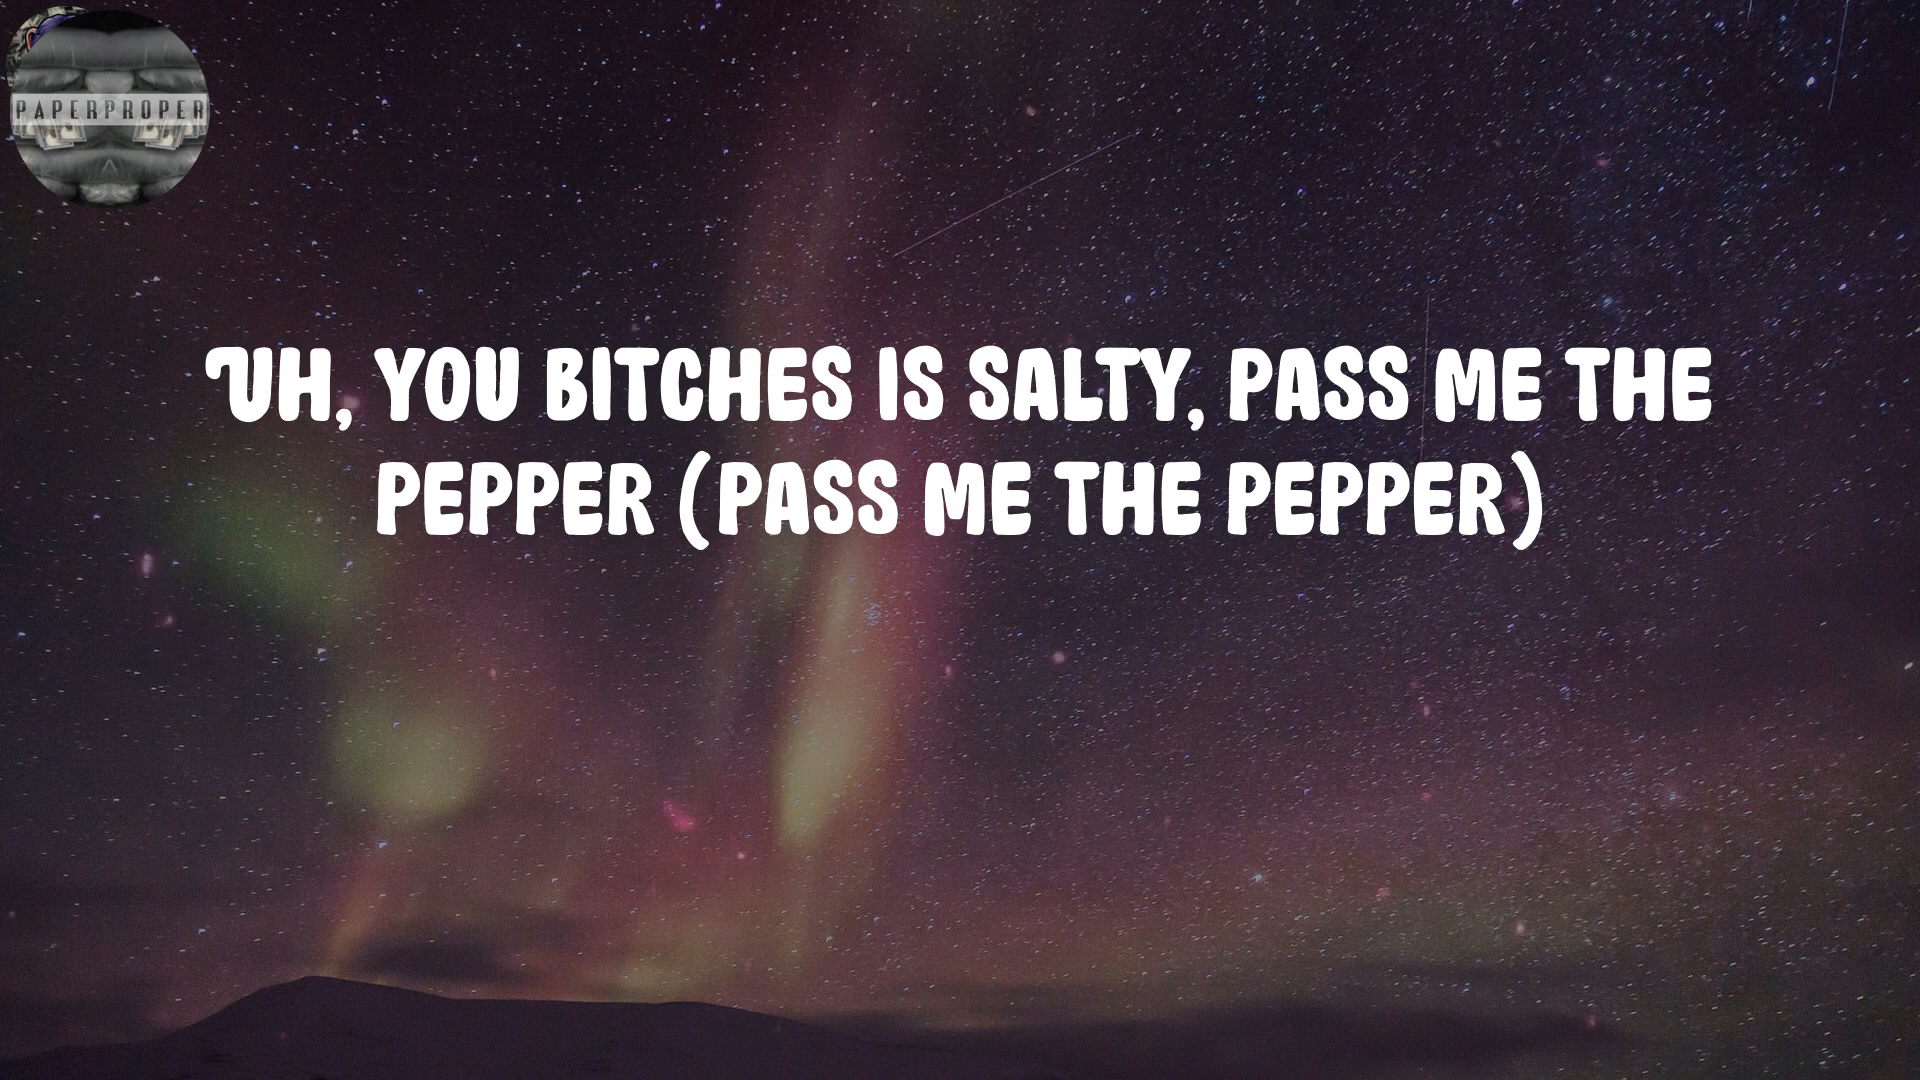 PAPERPROPER
UH, YOU BITCHES IS SALTY, PASS ME THE
PEPPER (PASS ME THE PEPPER)